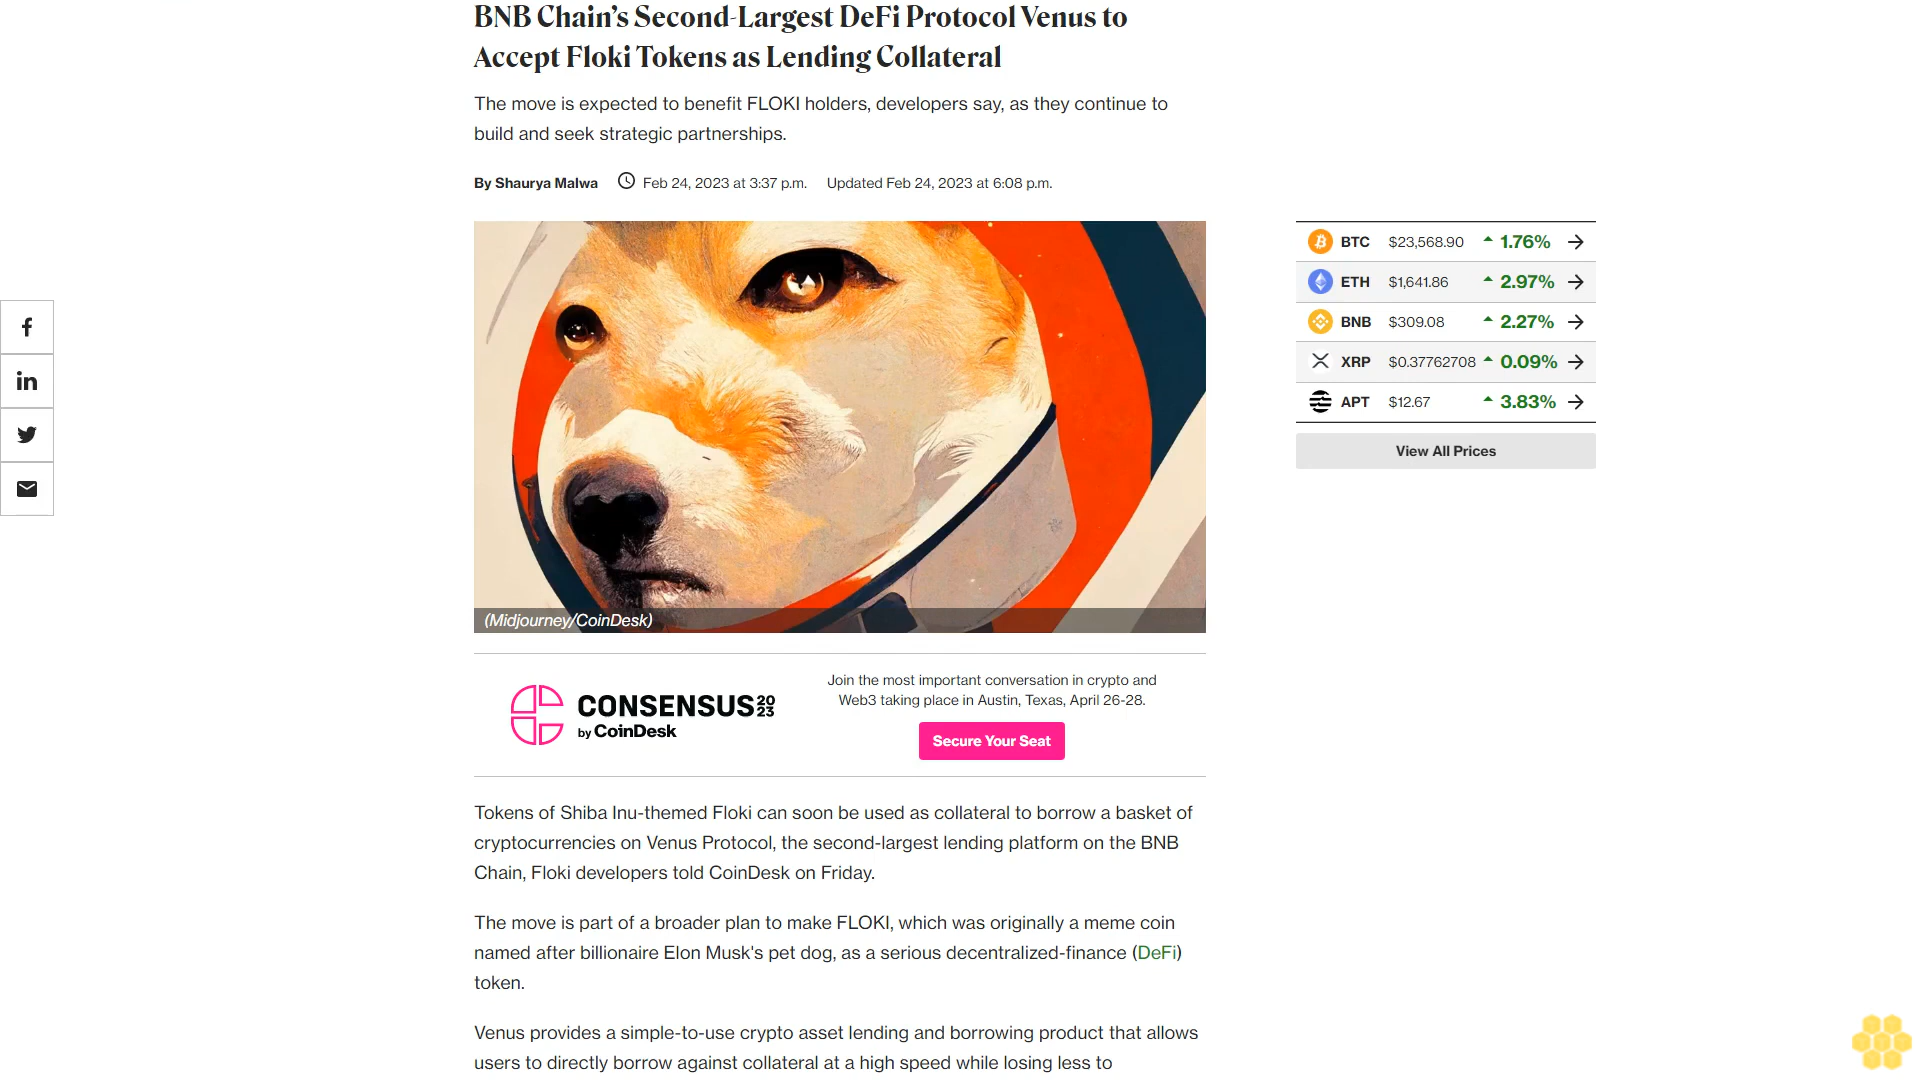 BNB Chain’s Second-Largest DeFi Protocol Venus to
Accept Floki Tokens as Lending Collateral
The move is expected to benefit FLOKI holders, developers say, as they continue to
build and seek strategic partnerships.
By Shaurya Malwa Feb 24, 2023 at 3:37 p.m. Updated Feb 24, 2023 at 6:08 p.m.
BTC $23,568.90 1.76%
ETH $1,641.86 2.97%
BNB $309.08 2.27%
XRP $0.37762708 0.09%
APT $12.67 3.83%
View All Prices
(Midjourney/CoinDesk)
CONSENSUS 2023
by CoinDesk
Join the most important conversation in crypto and
Web3 taking place in Austin, Texas, April 26-28.
Secure Your Seat
Tokens of Shiba Inu-themed Floki can soon be used as collateral to borrow a basket of
cryptocurrencies on Venus Protocol, the second-largest lending platform on the BNB
Chain, Floki developers told CoinDesk on Friday.
The move is part of a broader plan to make FLOKI, which was originally a meme coin
named after billionaire Elon Musk's pet dog, as a serious decentralized-finance (DeFi)
token.
Venus provides a simple-to-use crypto asset lending and borrowing product that allows
users to directly borrow against collateral at a high speed while losing less to